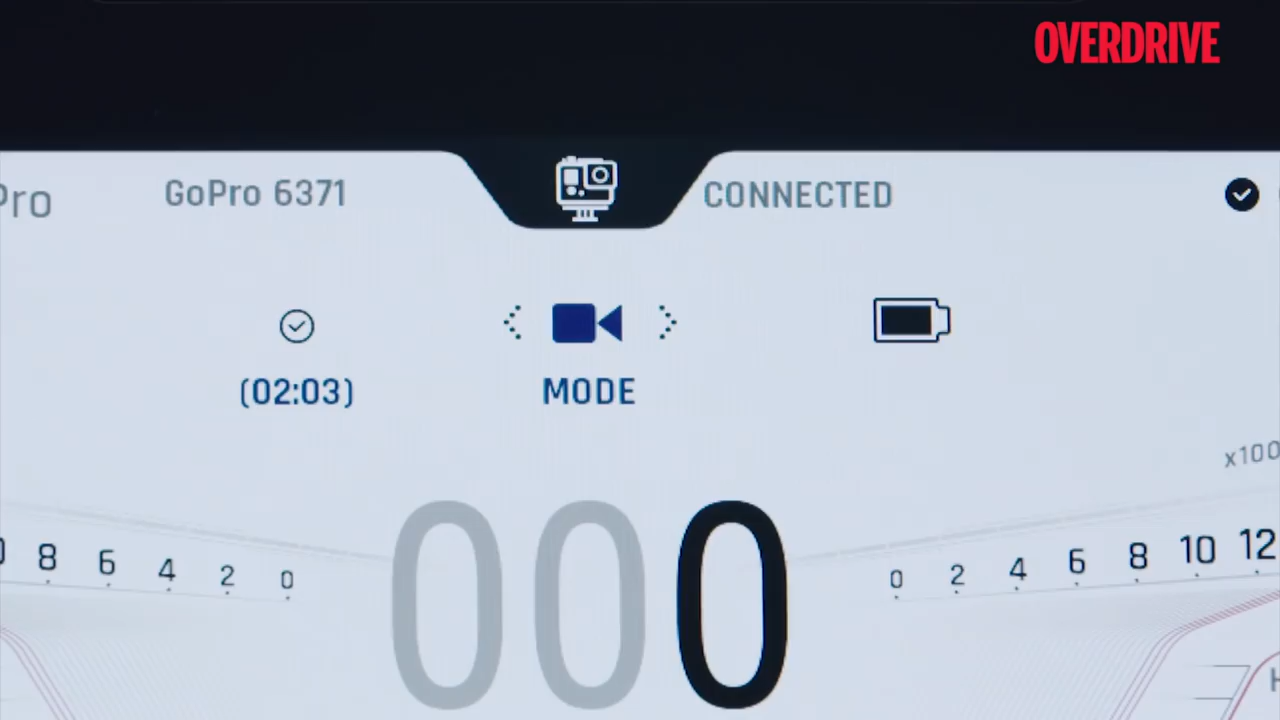 OVERDRIVE
Pro GoPro 6371 CONNECTED
(02:03) MODE
x100
8 6 4 2 0 000 0 2 4 6 8 10 12